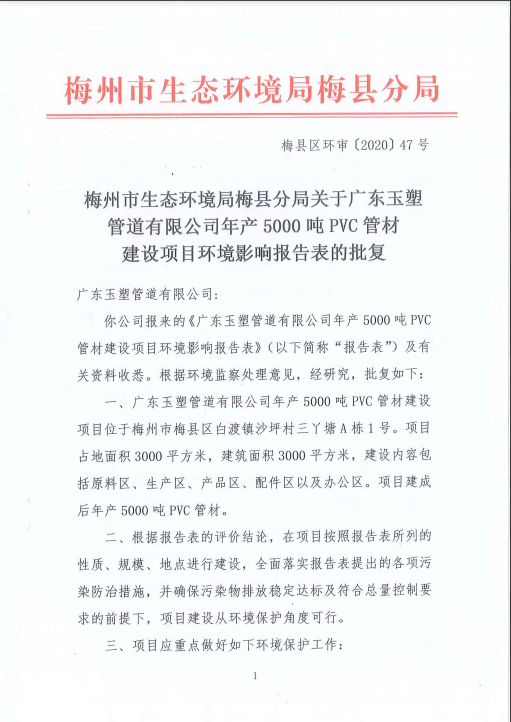 梅州市生态环境局梅县分局
梅县区环审〔2020〕47号
梅州市生态环境局梅县分局关于广东玉塑
管道有限公司年产5000吨PVC管材
建设项目环境影响报告表的批复
广东玉塑管道有限公司:
你公司报来的《广东玉塑管道有限公司年产5000吨PVC
管材建设项目环境影响报告表》（以下简称“报告表”）及有
关资料收悉。根据环境监察处理意见，经研究，批复如下：
一、广东玉塑管道有限公司年产5000吨PVC管材建设
项目位于梅州市梅县区白渡镇沙坪村三丫塘A栋1号。项目
占地面积3000平方米，建筑面积3000平方米，建设内容包
括原料区、生产区、产品区、配件区以及办公区。项目建成
后年产5000吨PVC管材。
二、根据报告表的评价结论，在项目按照报告表所列的
性质、规模、地点进行建设，全面落实报告表提出的各项污
染防治措施，并确保污染物排放稳定达标及符合总量控制要
求的前提下，项目建设从环境保护角度可行。
三、项目应重点做好如下环境保护工作：
1